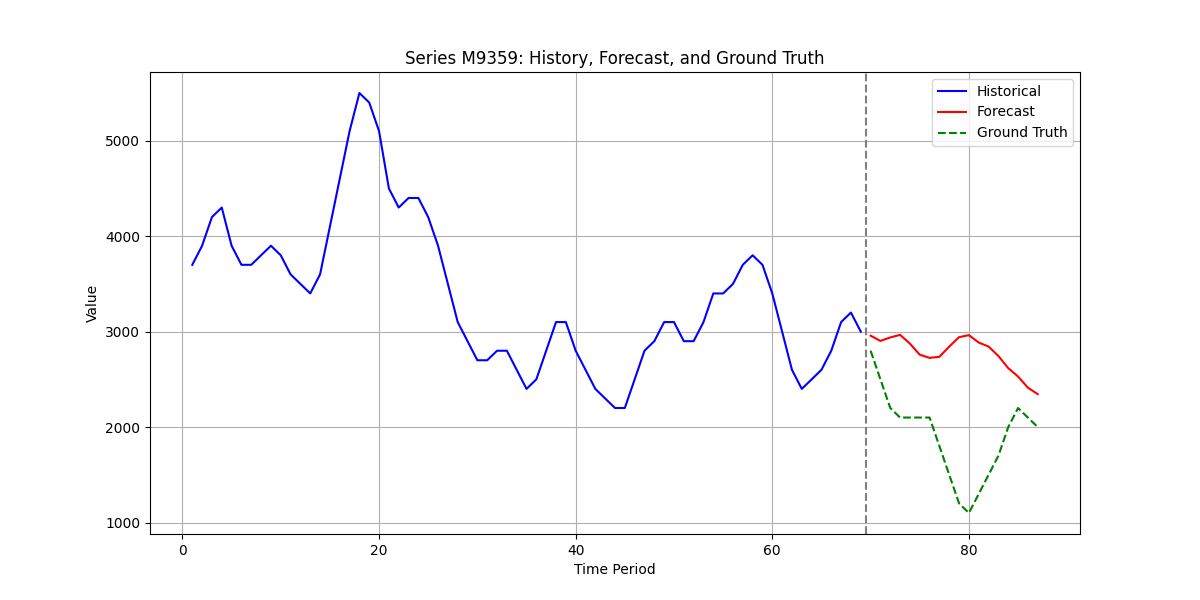 Series M9359: History, Forecast, and Ground Truth
Historical
Forecast
Ground Truth
Value
5000
4000
3000
2000
1000
0 20 40 60 80
Time Period